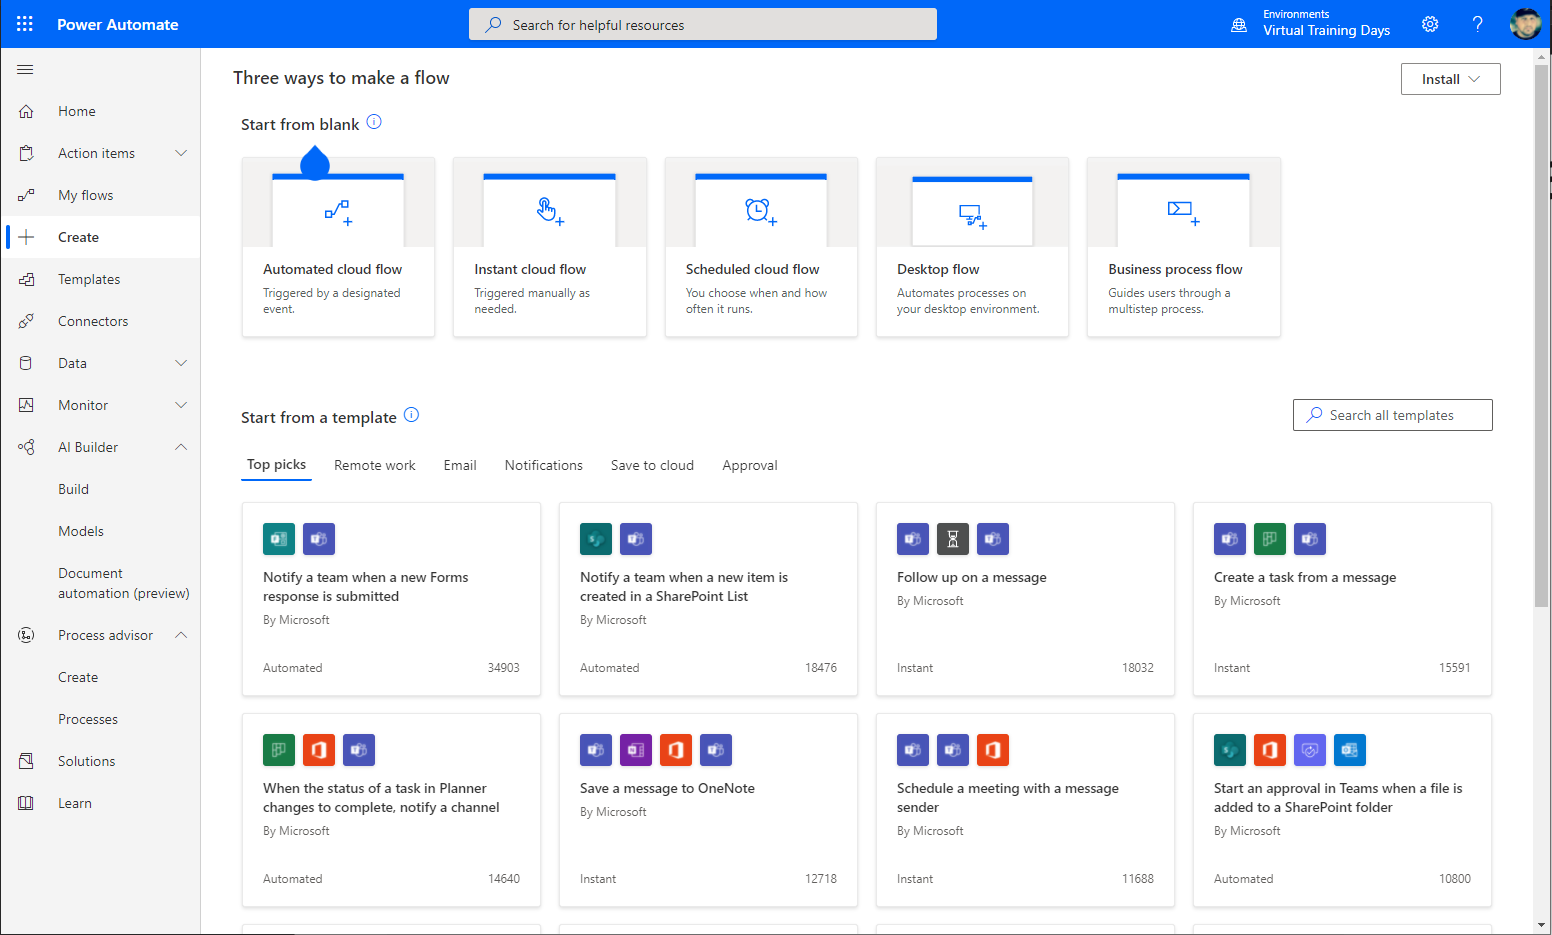 Power Automate
Search for helpful resources
Environments
Virtual Training Days
?
Home
Action items
My flows
Create
Templates
Connectors
Data
Monitor
AI Builder
Build
Models
Document
automation (preview)
Process advisor
Create
Processes
Solutions
Learn
Three ways to make a flow
Install
Start from blank
Automated cloud flow
Triggered by a designated
event.
Instant cloud flow
Triggered manually as
needed.
Scheduled cloud flow
You choose when and how
often it runs.
Desktop flow
Automates processes on
your desktop environment.
Business process flow
Guides users through a
multistep process.
Start from a template
Search all templates
Top picks
Remote work
Email
Notifications
Save to cloud
Approval
Notify a team when a new Forms
response is submitted
By Microsoft
Automated
34903
Notify a team when a new item is
created in a SharePoint List
By Microsoft
Automated
18476
Follow up on a message
By Microsoft
Instant
18032
Create a task from a message
By Microsoft
Instant
15591
When the status of a task in Planner
changes to complete, notify a channel
By Microsoft
Automated
14640
Save a message to OneNote
By Microsoft
Instant
12718
Schedule a meeting with a message
sender
By Microsoft
Instant
11688
Start an approval in Teams when a file is
added to a SharePoint folder
By Microsoft
Automated
10800